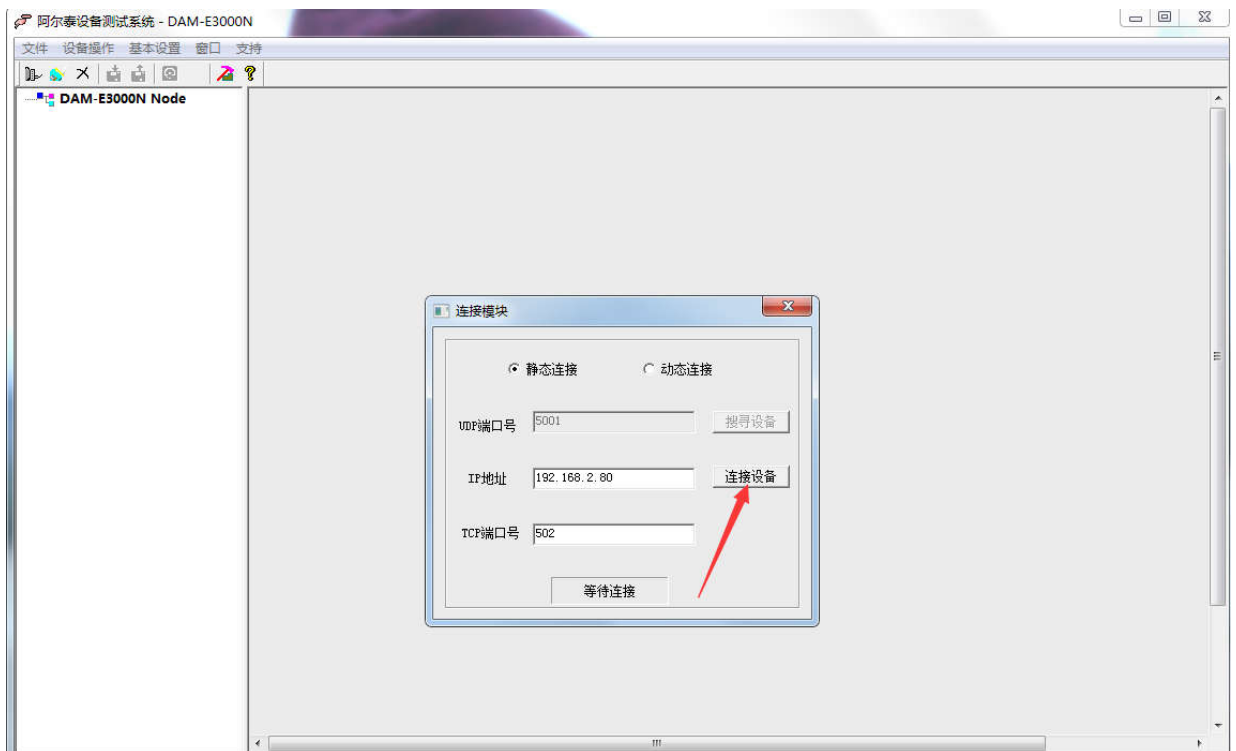 阿尔泰设备测试系统 - DAM-E3000N
文件 设备操作 基本设置 窗口 支持
DAM-E3000N Node
连接模块
静态连接 动态连接
UDP端口号 5001 搜寻设备
IP地址 192.168.2.80 连接设备
TCP端口号 502
等待连接